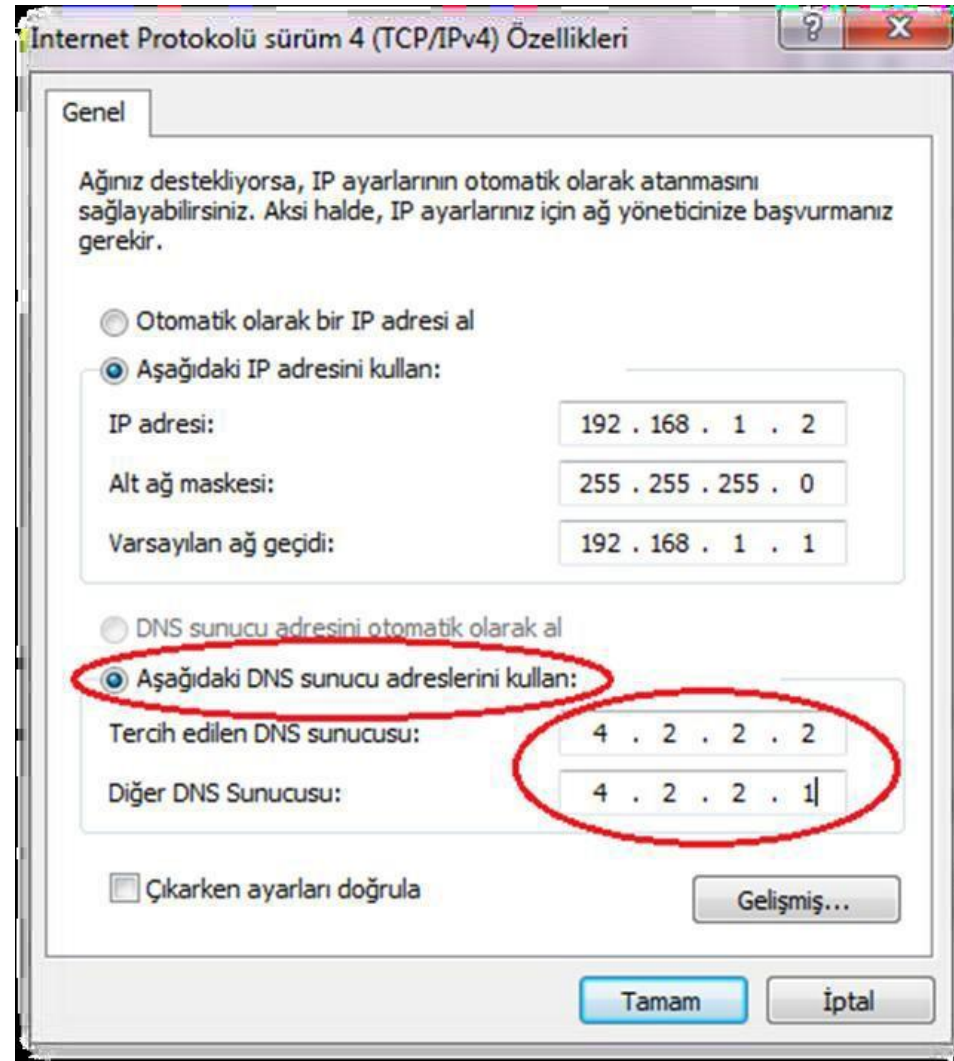 İnternet Protokolü sürüm 4 (TCP/IPv4) Özellikleri
Genel
Ağınız destekliyorsa, IP ayarlarının otomatik olarak atanmasını
sağlayabilirsiniz. Aksi halde, IP ayarlarınız için ağ yöneticinize başvurmanız
gerekir.
Otomatik olarak bir IP adresi al
Aşağıdaki IP adresini kullan:
IP adresi: 192 . 168 . 1 . 2
Alt ağ maskesi: 255 . 255 . 255 . 0
Varsayılan ağ geçidi: 192 . 168 . 1 . 1
DNS sunucu adresini otomatik olarak al
Aşağıdaki DNS sunucu adreslerini kullan:
Tercih edilen DNS sunucusu: 4 . 2 . 2 . 2
Diğer DNS Sunucusu: 4 . 2 . 2 . 1
Çıkarken ayarları doğrula
Gelişmiş...
Tamam İptal